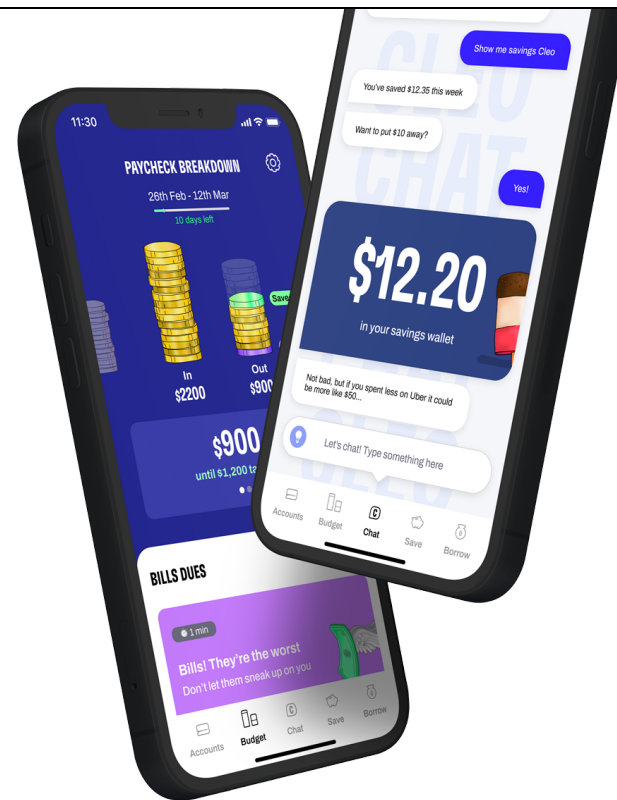 11:30
PAYCHECK BREAKDOWN
26th Feb - 12th Mar
10 days left
Save
In
Out
$2200
$900
$900
until $1,200
BILLS DUES
1 min
Bills! They're the worst
Don't let them sneak up on you
Accounts
Budget
Chat
Save
Borrow
CLEO
CHAT
Show me savings Cleo
You've saved $12.35 this week
Want to put $10 away?
Yes!
$12.20
in your savings wallet
Not bad, but if you spent less on Uber it could
be more like $50...
Let's chat! Type something here
Accounts
Budget
Chat
Save
Borrow